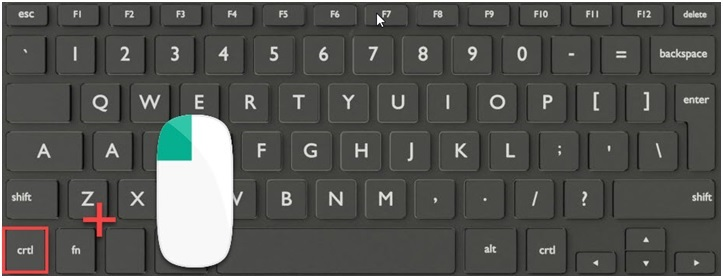 esc F1 F2 F3 F4 F5 F6 F7 F8 F9 F10 F11 F12 delete
` 1 2 3 4 5 6 7 8 9 0 - = backspace
Q W E R T Y U I O P [ ] enter
A A F G H J K L ; ' \
shift Z X V B N M , . / ? shift
crtl fn alt crtl